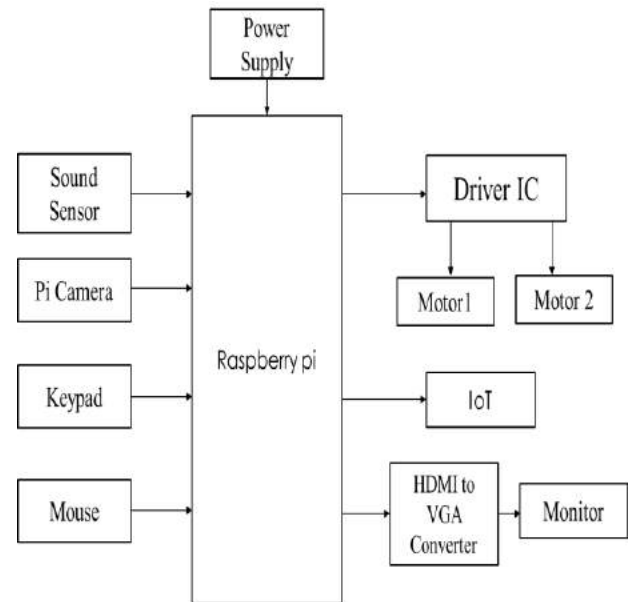 Power
Supply
Sound
Sensor
Pi Camera
Keypad
Mouse
Raspberry pi
Driver IC
Motor1
Motor 2
IoT
HDMI to
VGA
Converter
Monitor